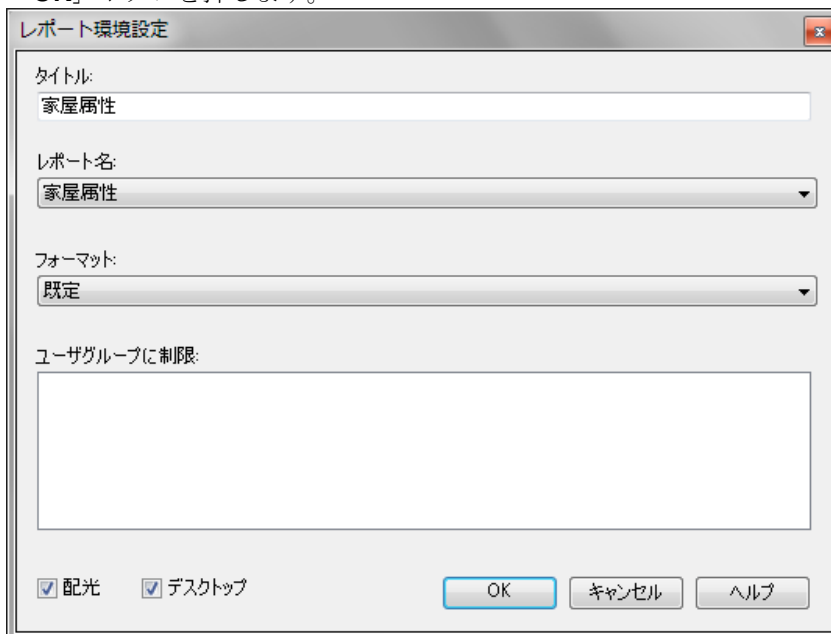 レポート環境設定
タイトル:
家屋属性
レポート名:
家屋属性
フォーマット:
既定
ユーザグループに制限:
配光 デスクトップ OK キャンセル ヘルプ